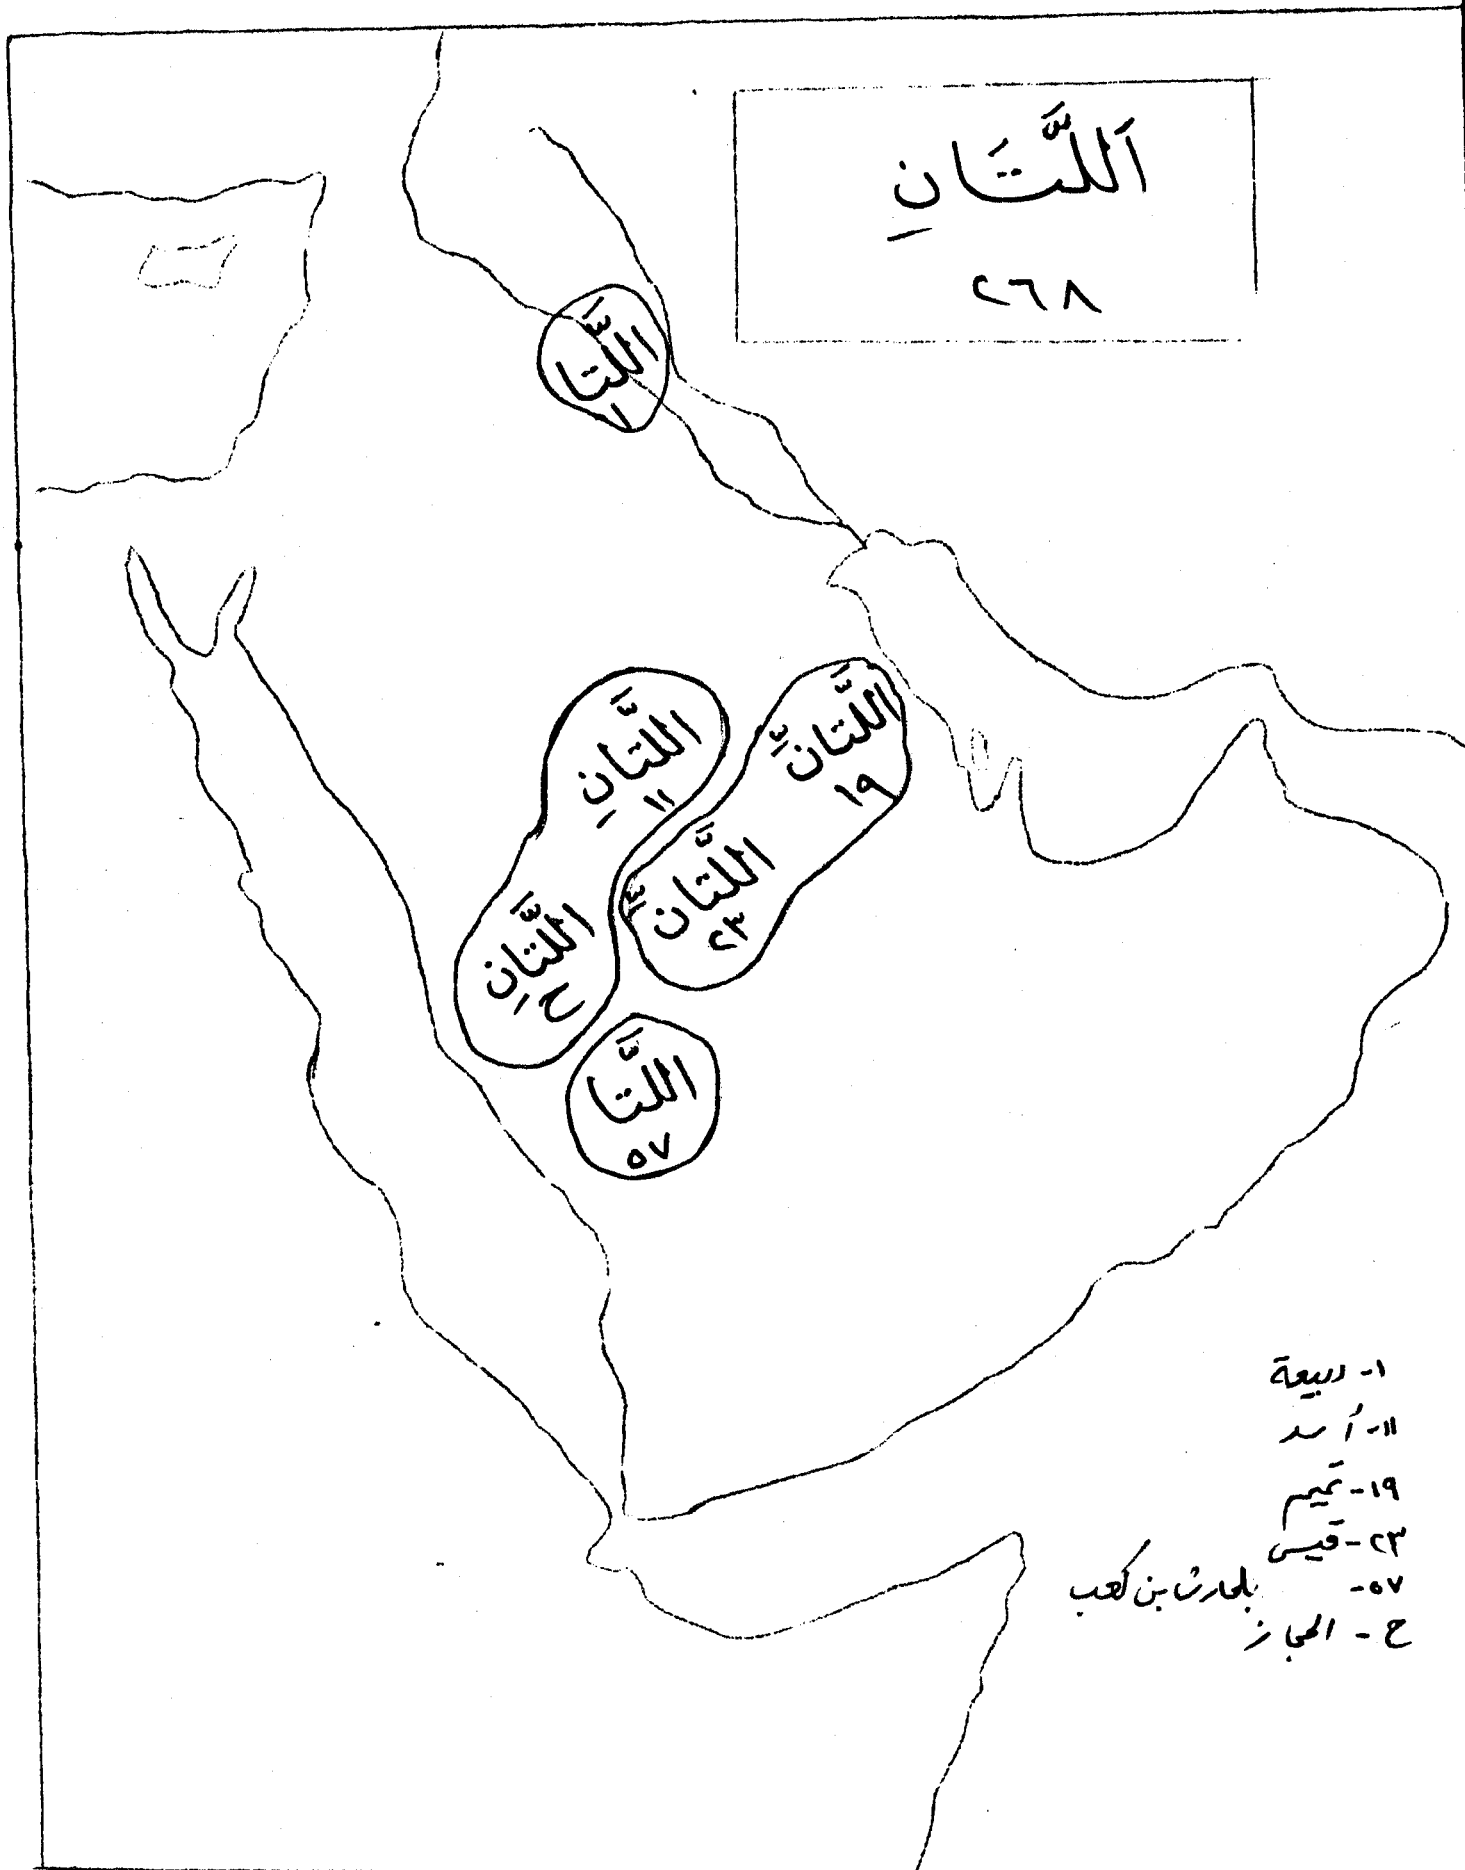 اَللَّتَانِ
٢٦٨
اللَّتَا
١
اللَّتَانِ
١١
اللَّتَانِّ
١٩
اللَّتَانِّ
٢٣
اللَّتَانِ
ح
اللَّتَا
٥٧
١- ربيعة
١١- أسد
١٩- تميم
٢٣- قيس
٥٧- بلحارث بن كعب
ح - الحجاز